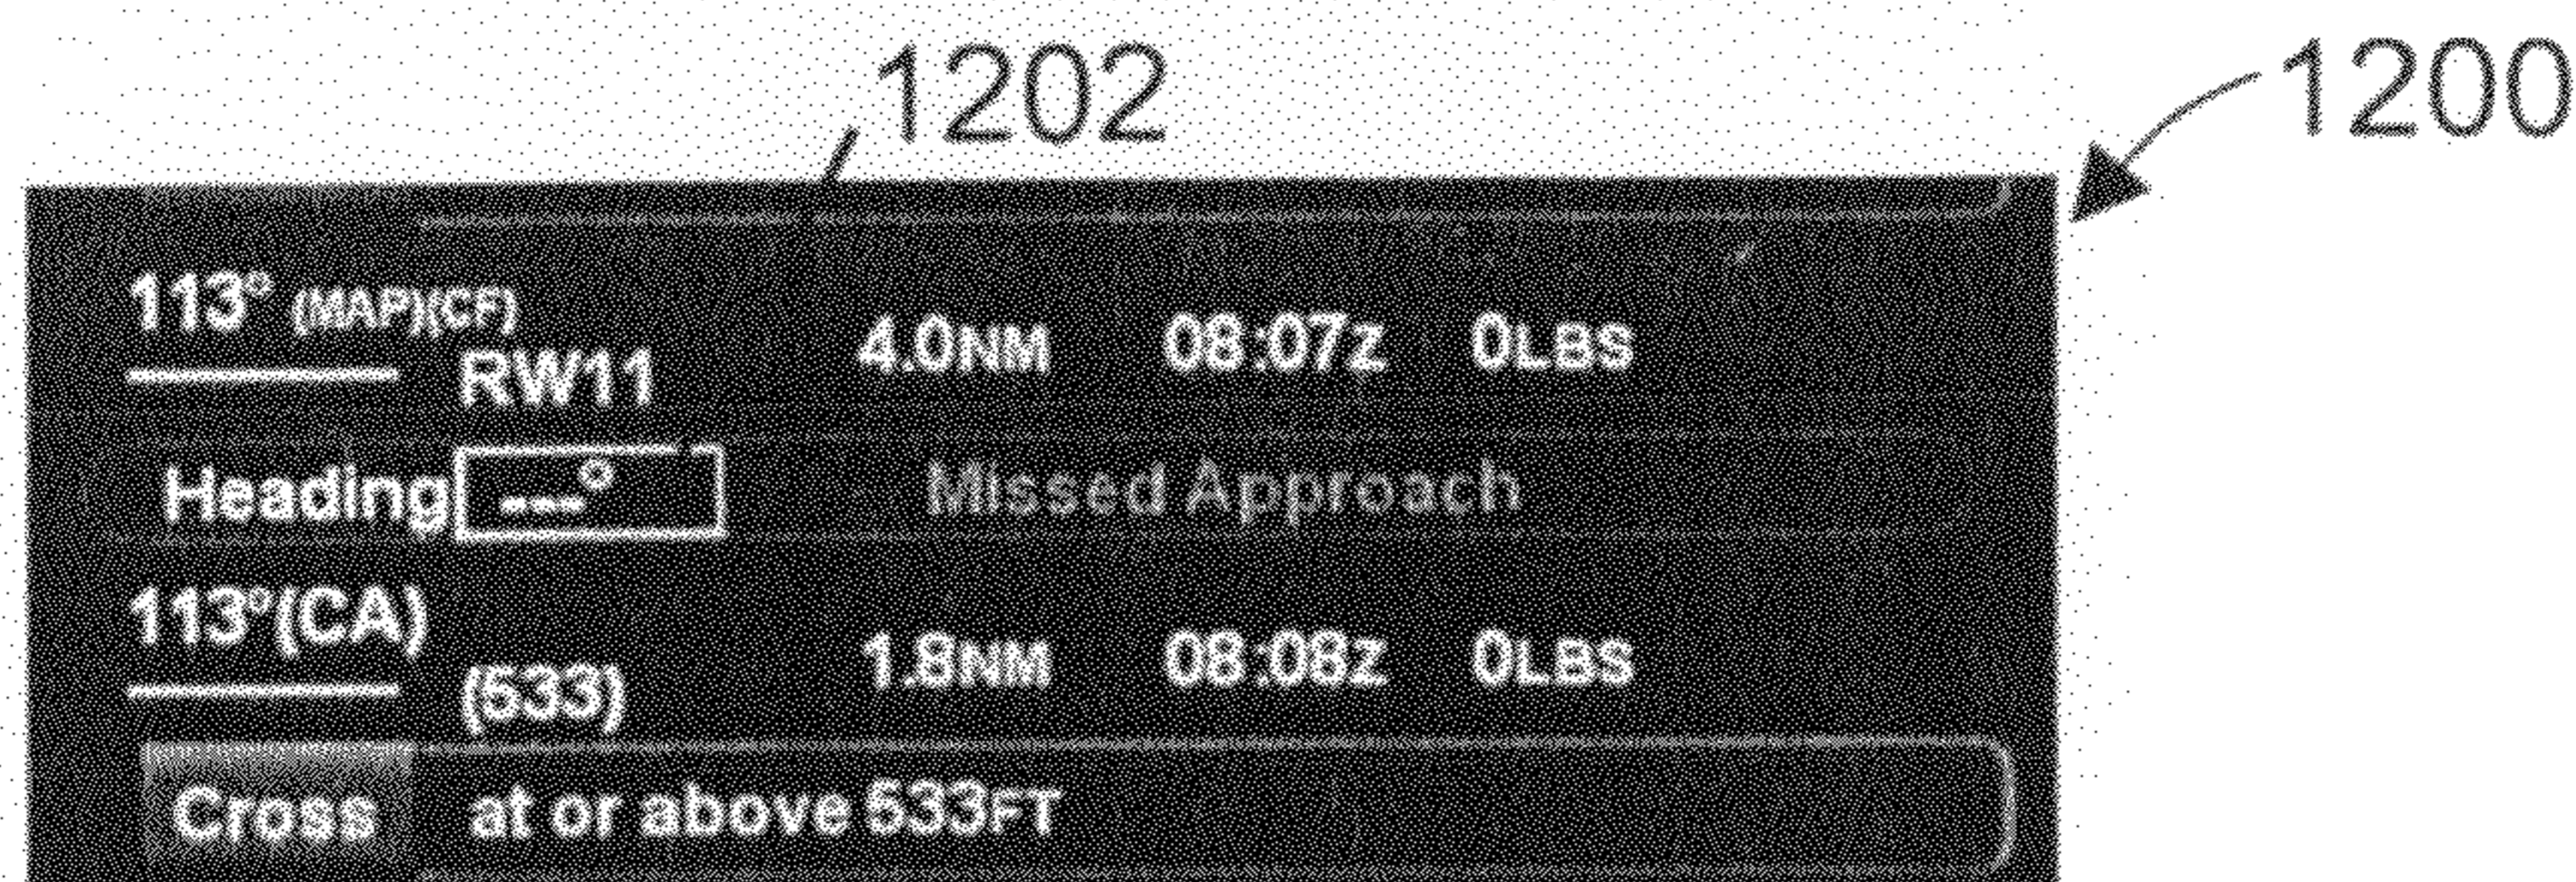 1202
1200
113° (MAP)(CF)
RW11 4.0NM 08:07Z 0LBS
Heading ---° Missed Approach
113°(CA)
(533) 1.8NM 08:08Z 0LBS
Cross at or above 533FT